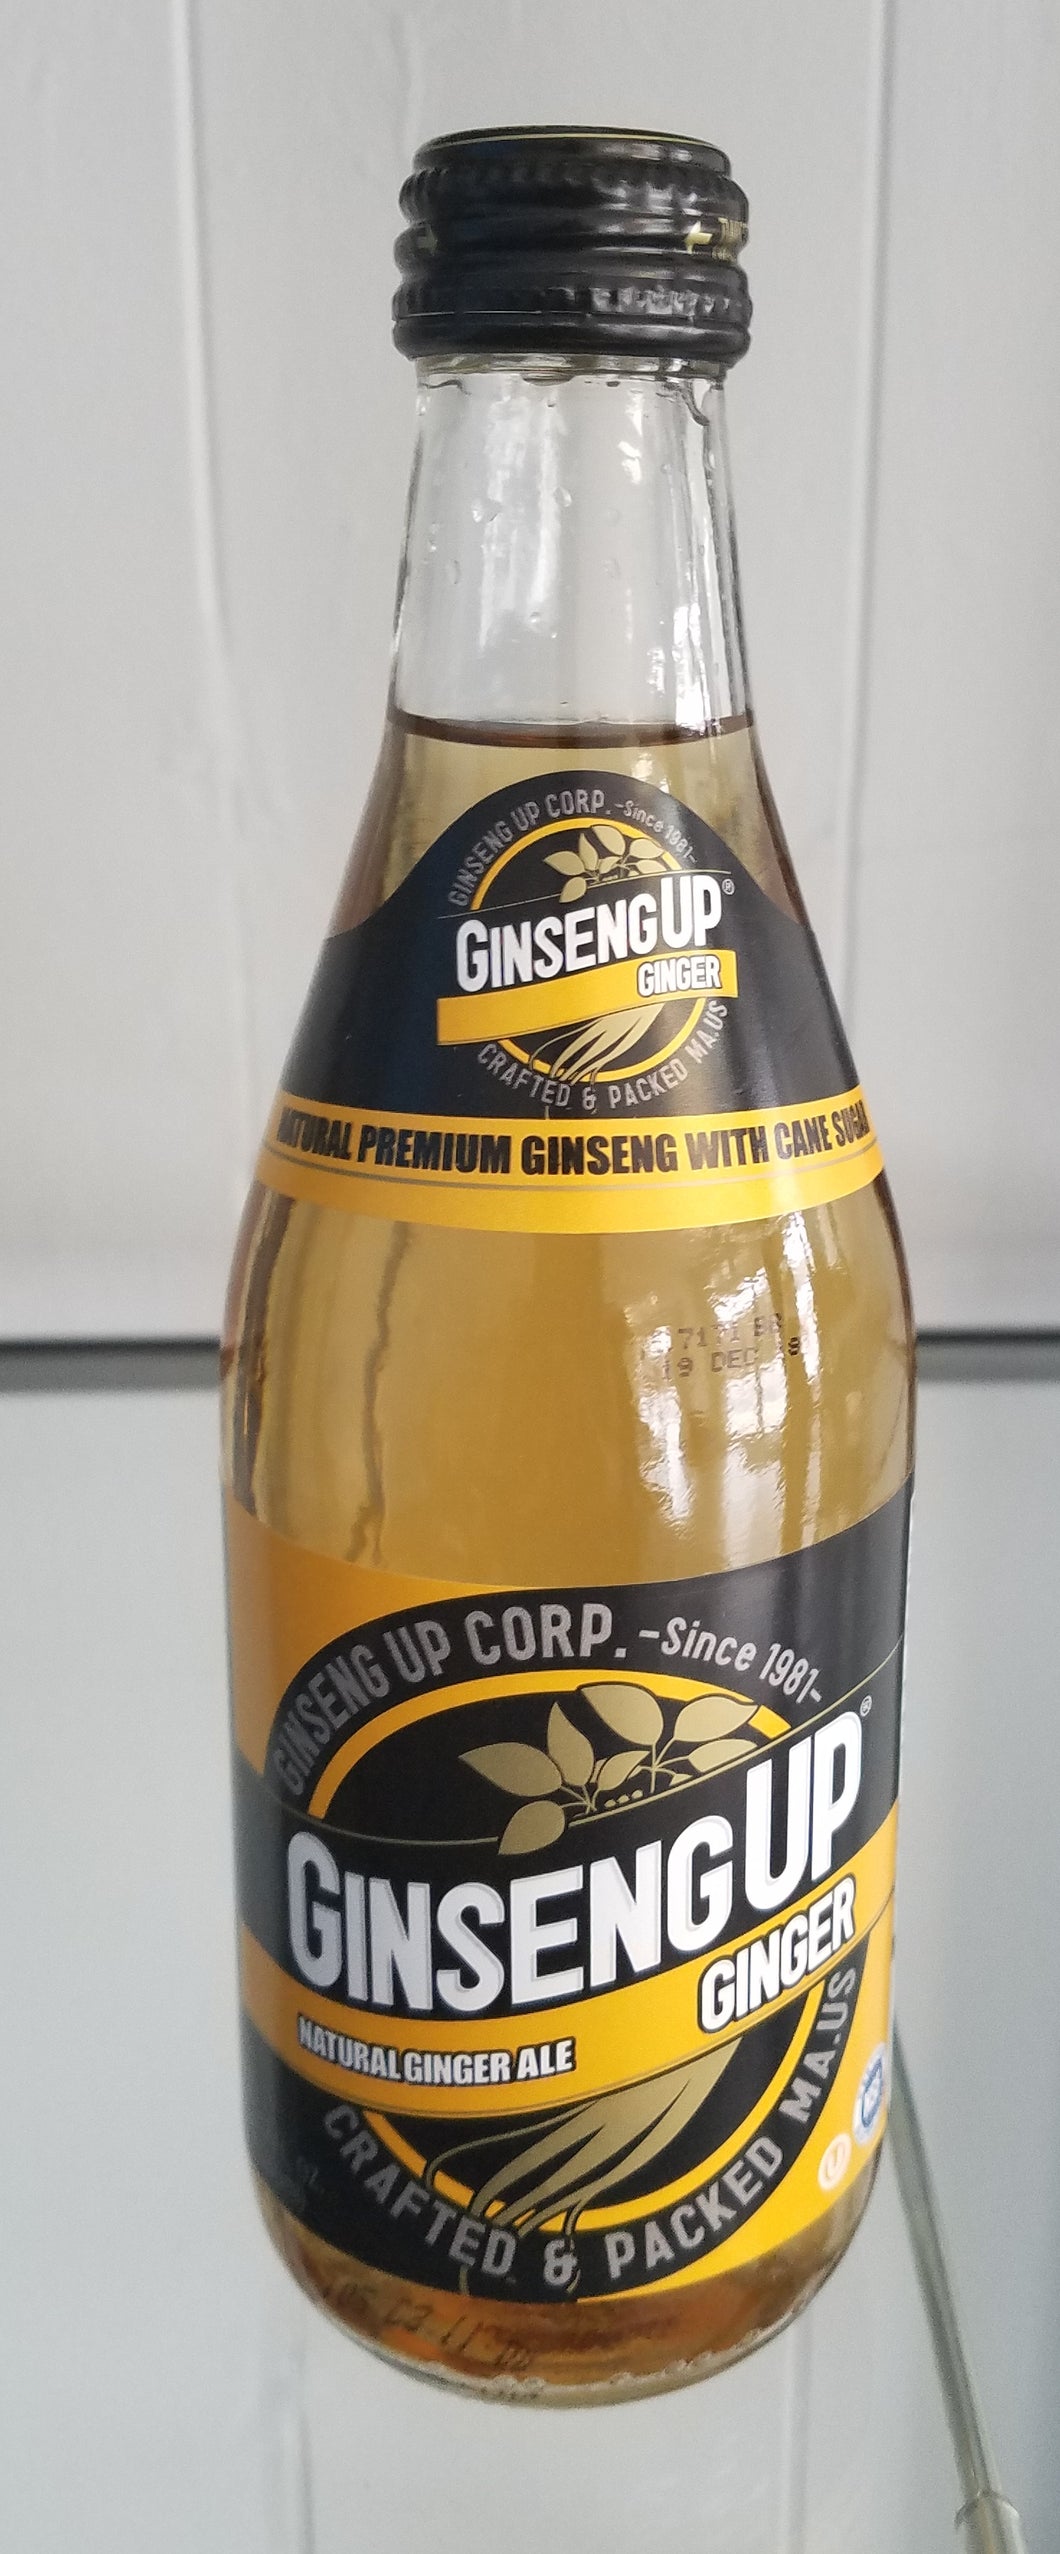 GINSENG UP CORP. -Since 1981-
GINSENG UP®
GINGER
CRAFTED & PACKED MA.US
NATURAL PREMIUM GINSENG WITH CANE SUGAR
DEC
GINSENG UP CORP. -Since 1981-
GINSENG UP®
GINGER
NATURAL GINGER ALE
CRAFTED & PACKED MA.US
U